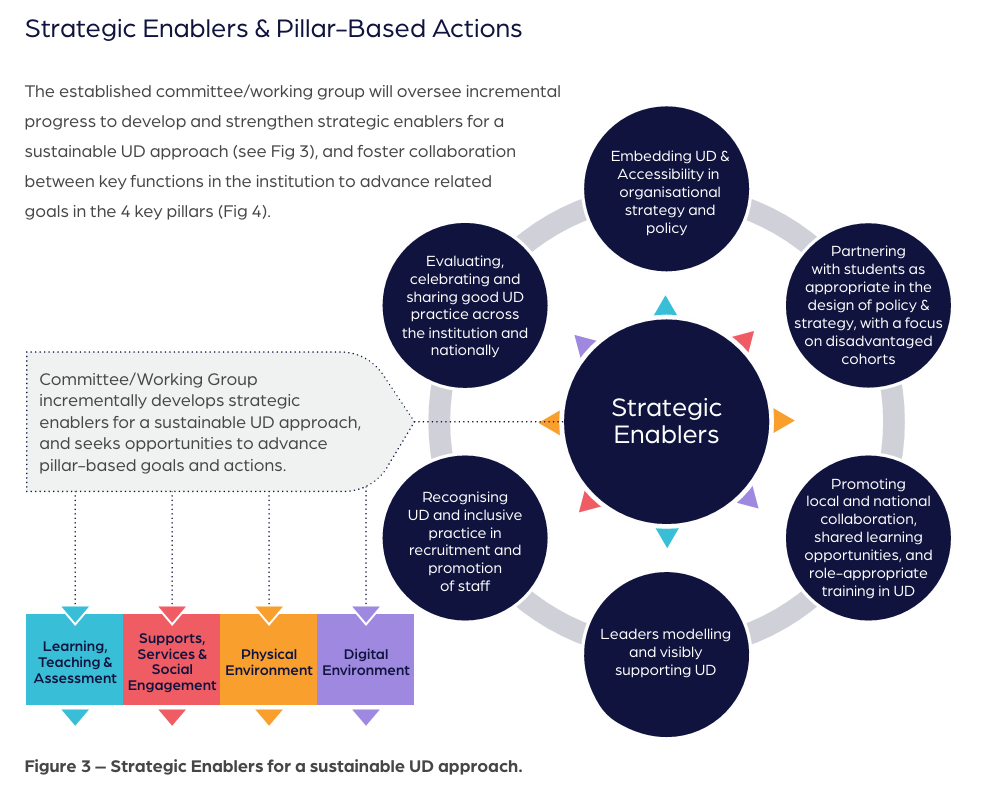 Strategic Enablers & Pillar-Based Actions
The established committee/working group will oversee incremental
progress to develop and strengthen strategic enablers for a
sustainable UD approach (see Fig 3), and foster collaboration
between key functions in the institution to advance related
goals in the 4 key pillars (Fig 4).
Embedding UD &
Accessibility in
organisational
strategy and
policy
Partnering
with students as
appropriate in the
design of policy &
strategy, with a focus
on disadvantaged
cohorts
Promoting
local and national
collaboration,
shared learning
opportunities, and
role-appropriate
training in UD
Leaders modelling
and visibly
supporting UD
Recognising
UD and inclusive
practice in
recruitment and
promotion
of staff
Evaluating,
celebrating and
sharing good UD
practice across
the institution and
nationally
Strategic
Enablers
Committee/Working Group
incrementally develops strategic
enablers for a sustainable UD approach,
and seeks opportunities to advance
pillar-based goals and actions.
Learning,
Teaching &
Assessment
Supports,
Services &
Social
Engagement
Physical
Environment
Digital
Environment
Figure 3 – Strategic Enablers for a sustainable UD approach.